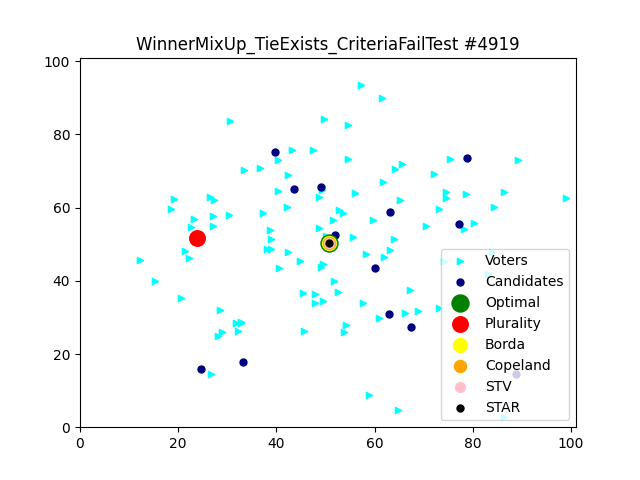 WinnerMixUp_TieExists_CriteriaFailTest #4919
100
80
60
40
20
0
0 20 40 60 80 100
Voters
Candidates
Optimal
Plurality
Borda
Copeland
STV
STAR